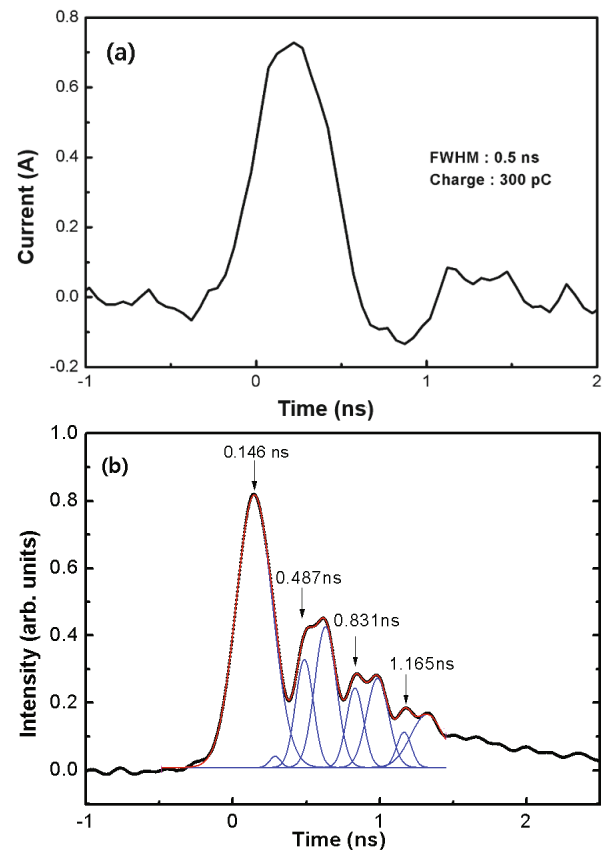 (a)
0.8
0.6
0.4
0.2
0.0
-0.2
Current (A)
FWHM : 0.5 ns
Charge : 300 pC
-1
0
1
2
Time (ns)
(b)
1.0
0.8
0.6
0.4
0.2
0.0
Intensity (arb. units)
0.146 ns
0.487ns
0.831ns
1.165ns
-1
0
1
2
Time (ns)